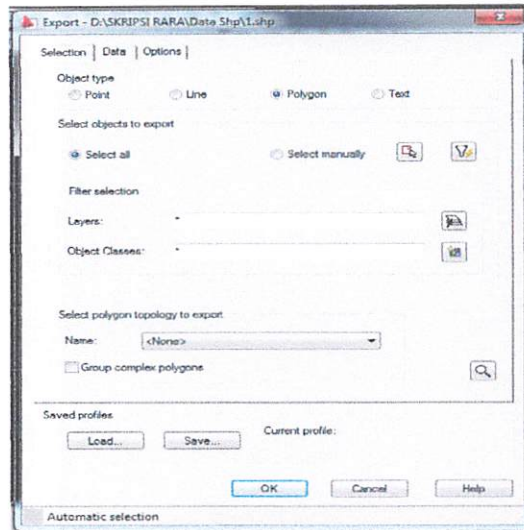 Export - D:\SKRIPSI RARA\Data Shp\1.shp
Selection Data Options
Object type
Point Line Polygon Text
Select objects to export
Select all Select manually
Filter selection
Layers: *
Object Classes: *
Select polygon topology to export
Name: <None>
Group complex polygons
Saved profiles
Load... Save... Current profile:
OK Cancel Help
Automatic selection